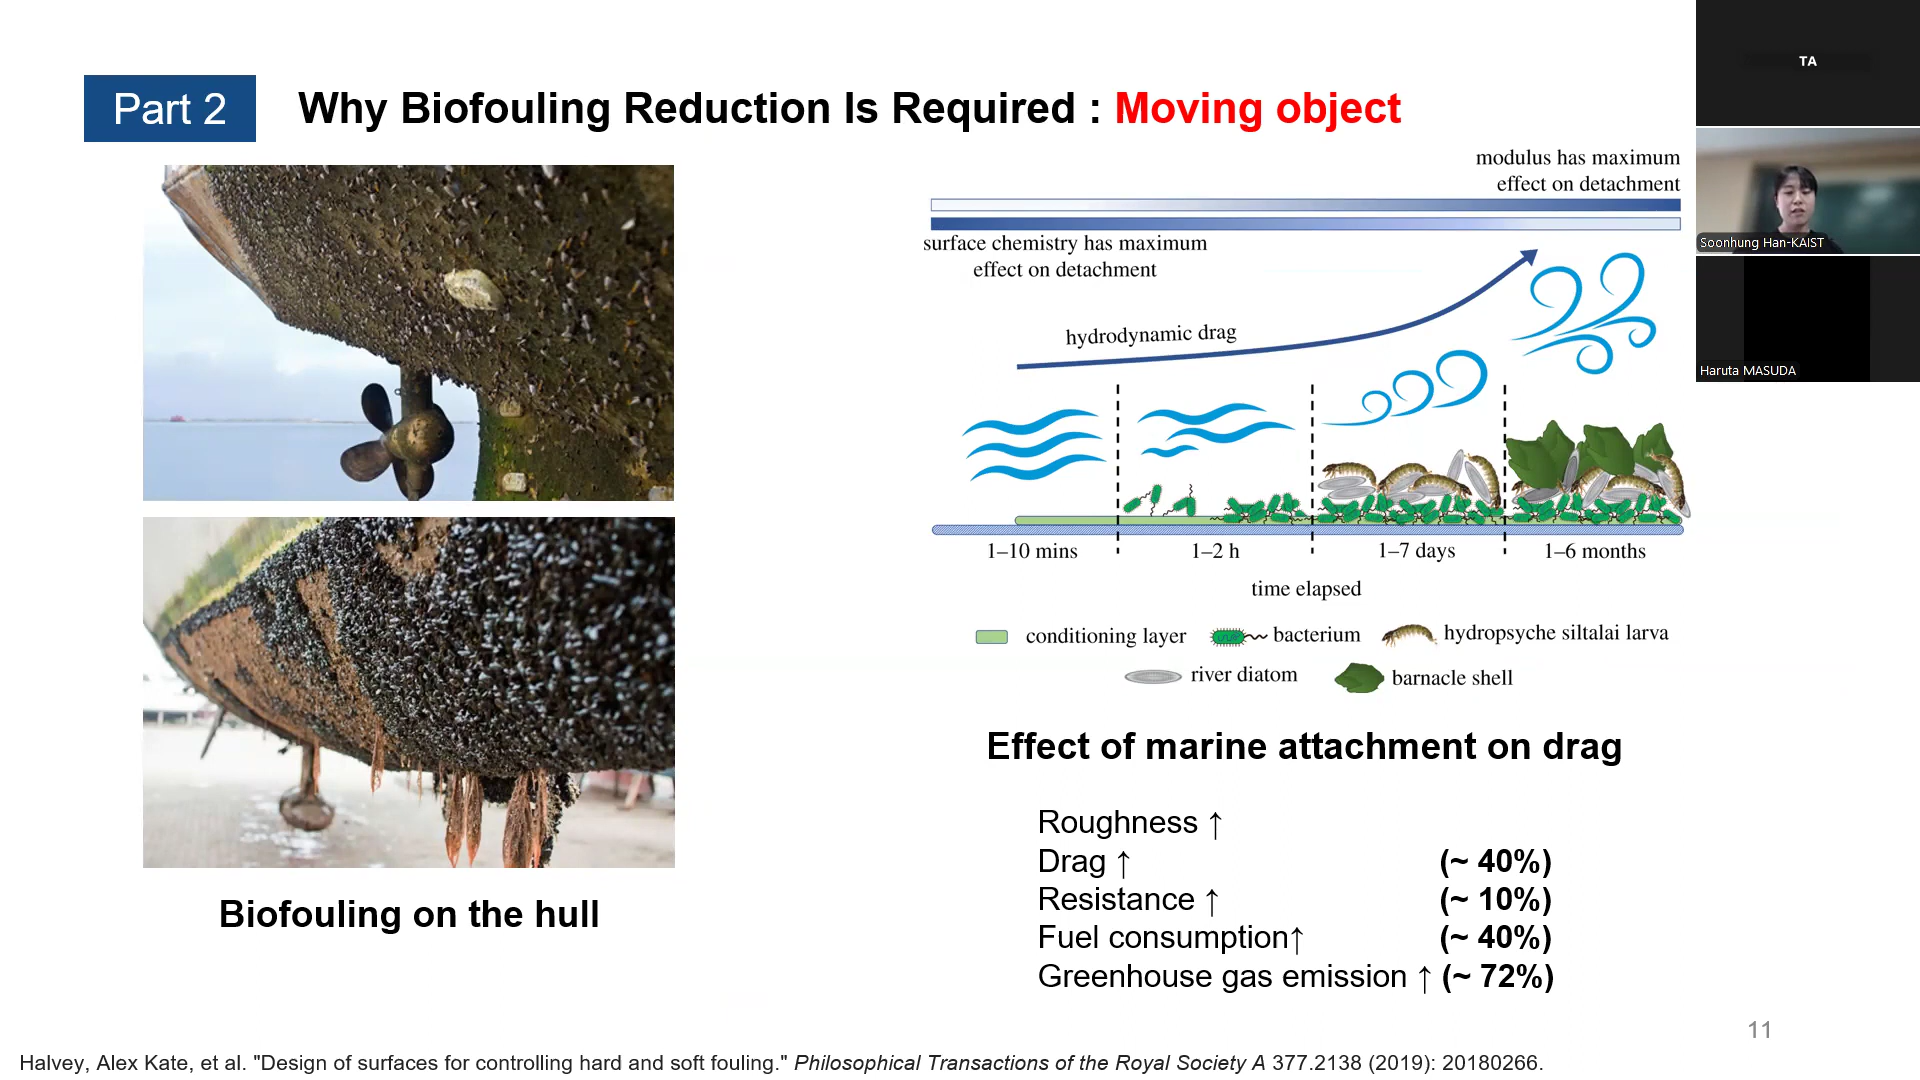 Part 2
Why Biofouling Reduction Is Required : Moving object
modulus has maximum
effect on detachment
surface chemistry has maximum
effect on detachment
hydrodynamic drag
1–10 mins
1–2 h
1–7 days
1–6 months
time elapsed
conditioning layer
bacterium
hydropsyche siltalai larva
river diatom
barnacle shell
Biofouling on the hull
Effect of marine attachment on drag
Roughness ↑
Drag ↑ (~ 40%)
Resistance ↑ (~ 10%)
Fuel consumption↑ (~ 40%)
Greenhouse gas emission ↑ (~ 72%)
11
Halvey, Alex Kate, et al. "Design of surfaces for controlling hard and soft fouling." Philosophical Transactions of the Royal Society A 377.2138 (2019): 20180266.
TA
Soonhung Han-KAIST
Haruta MASUDA